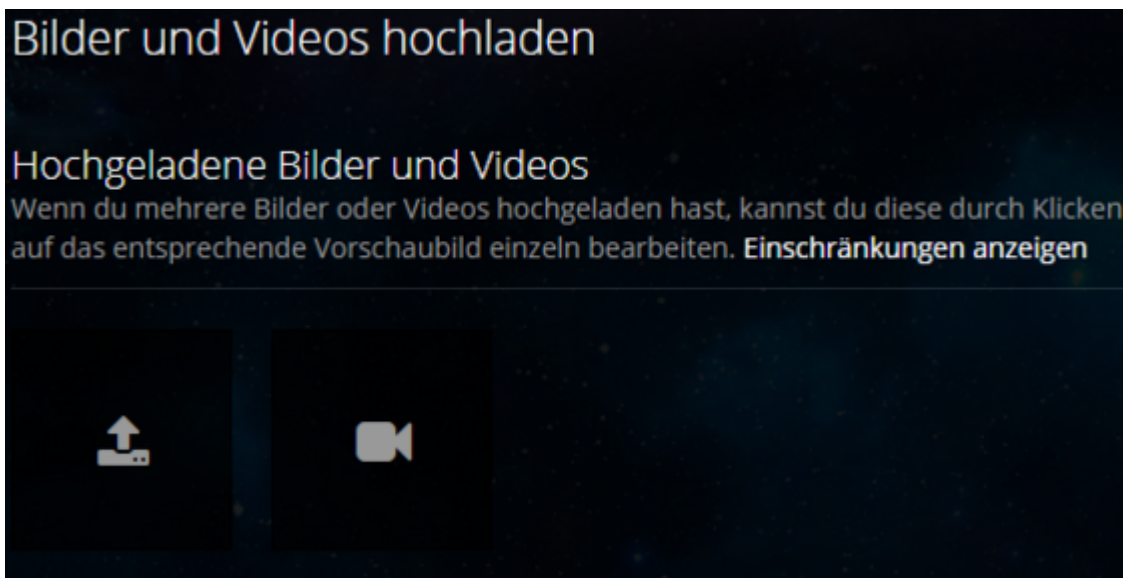 Bilder und Videos hochladen
Hochgeladene Bilder und Videos
Wenn du mehrere Bilder oder Videos hochgeladen hast, kannst du diese durch Klicken
auf das entsprechende Vorschaubild einzeln bearbeiten. Einschränkungen anzeigen